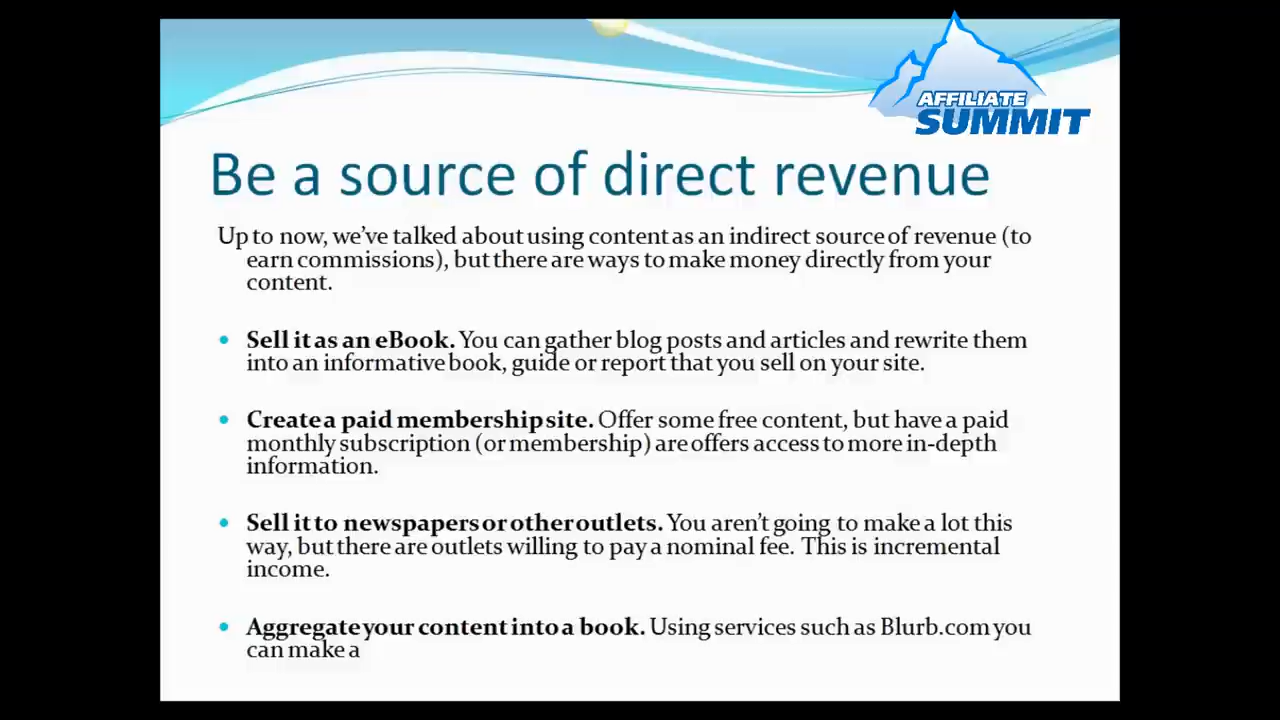 AFFILIATE
SUMMIT
Be a source of direct revenue
Up to now, we've talked about using content as an indirect source of revenue (to
earn commissions), but there are ways to make money directly from your
content.
• Sell it as an eBook. You can gather blog posts and articles and rewrite them
into an informative book, guide or report that you sell on your site.
• Create a paid membership site. Offer some free content, but have a paid
monthly subscription (or membership) are offers access to more in-depth
information.
• Sell it to newspapers or other outlets. You aren't going to make a lot this
way, but there are outlets willing to pay a nominal fee. This is incremental
income.
• Aggregate your content into a book. Using services such as Blurb.com you
can make a